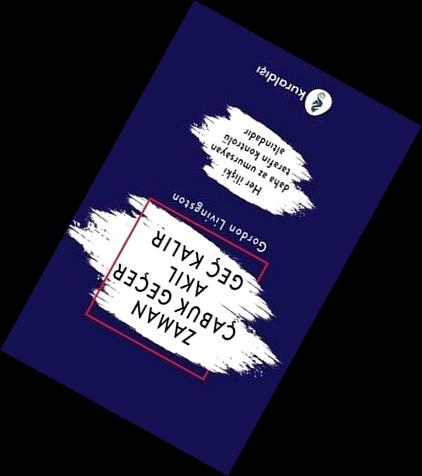 ZAMAN
ÇABUK GEÇER
AKIL
GEÇ KALIR
Gordon Livingston
Her ilişki
daha az umursayan
tarafın kontrolü
altındadır
kuraldışı